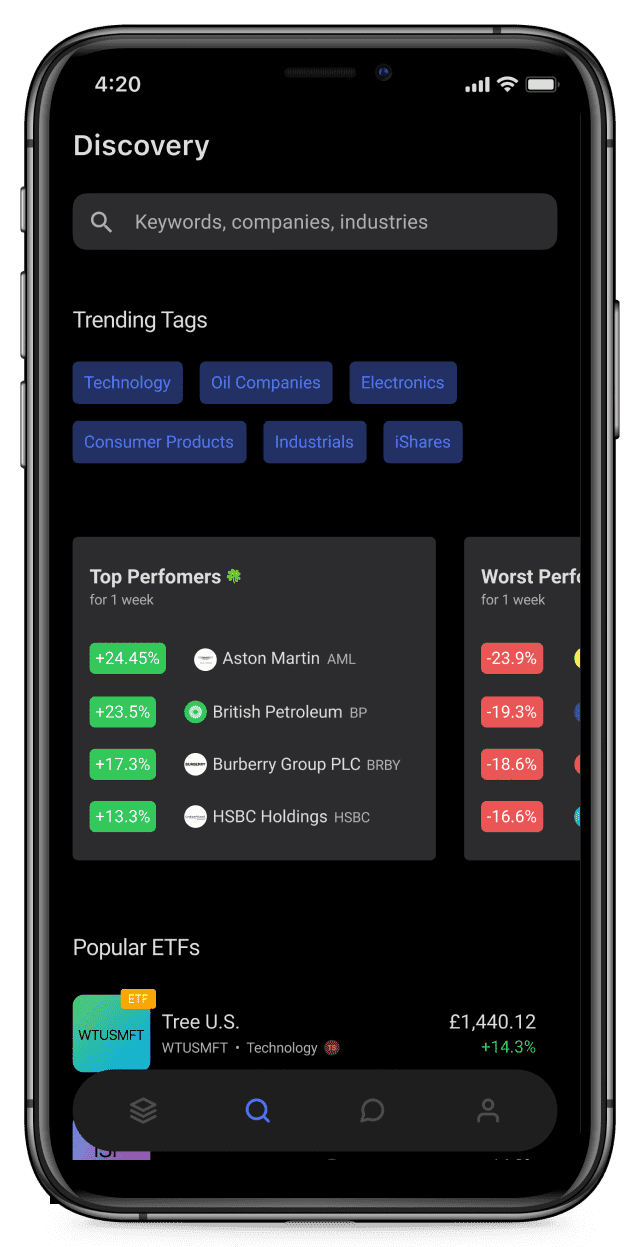 4:20
Discovery
Keywords, companies, industries
Trending Tags
Technology
Oil Companies
Electronics
Consumer Products
Industrials
iShares
Top Perfomers
for 1 week
+24.45% Aston Martin AML
+23.5% British Petroleum BP
+17.3% BURBERRY Burberry Group PLC BRBY
+13.3% HSBC Holdings HSBC
Worst Perfo
for 1 week
-23.9%
-19.3%
-18.6%
-16.6%
Popular ETFs
ETF
WTUSMFT
Tree U.S.
£1,440.12
WTUSMFT • Technology TS
+14.3%